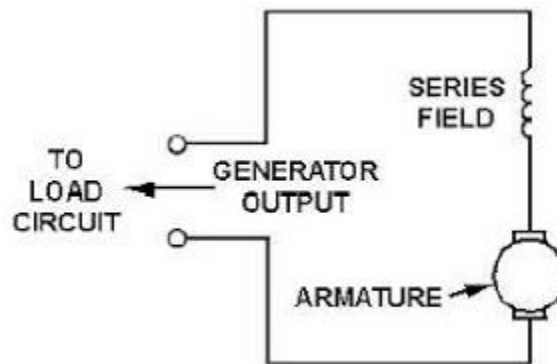 SERIES
FIELD
TO
LOAD
CIRCUIT
GENERATOR
OUTPUT
ARMATURE